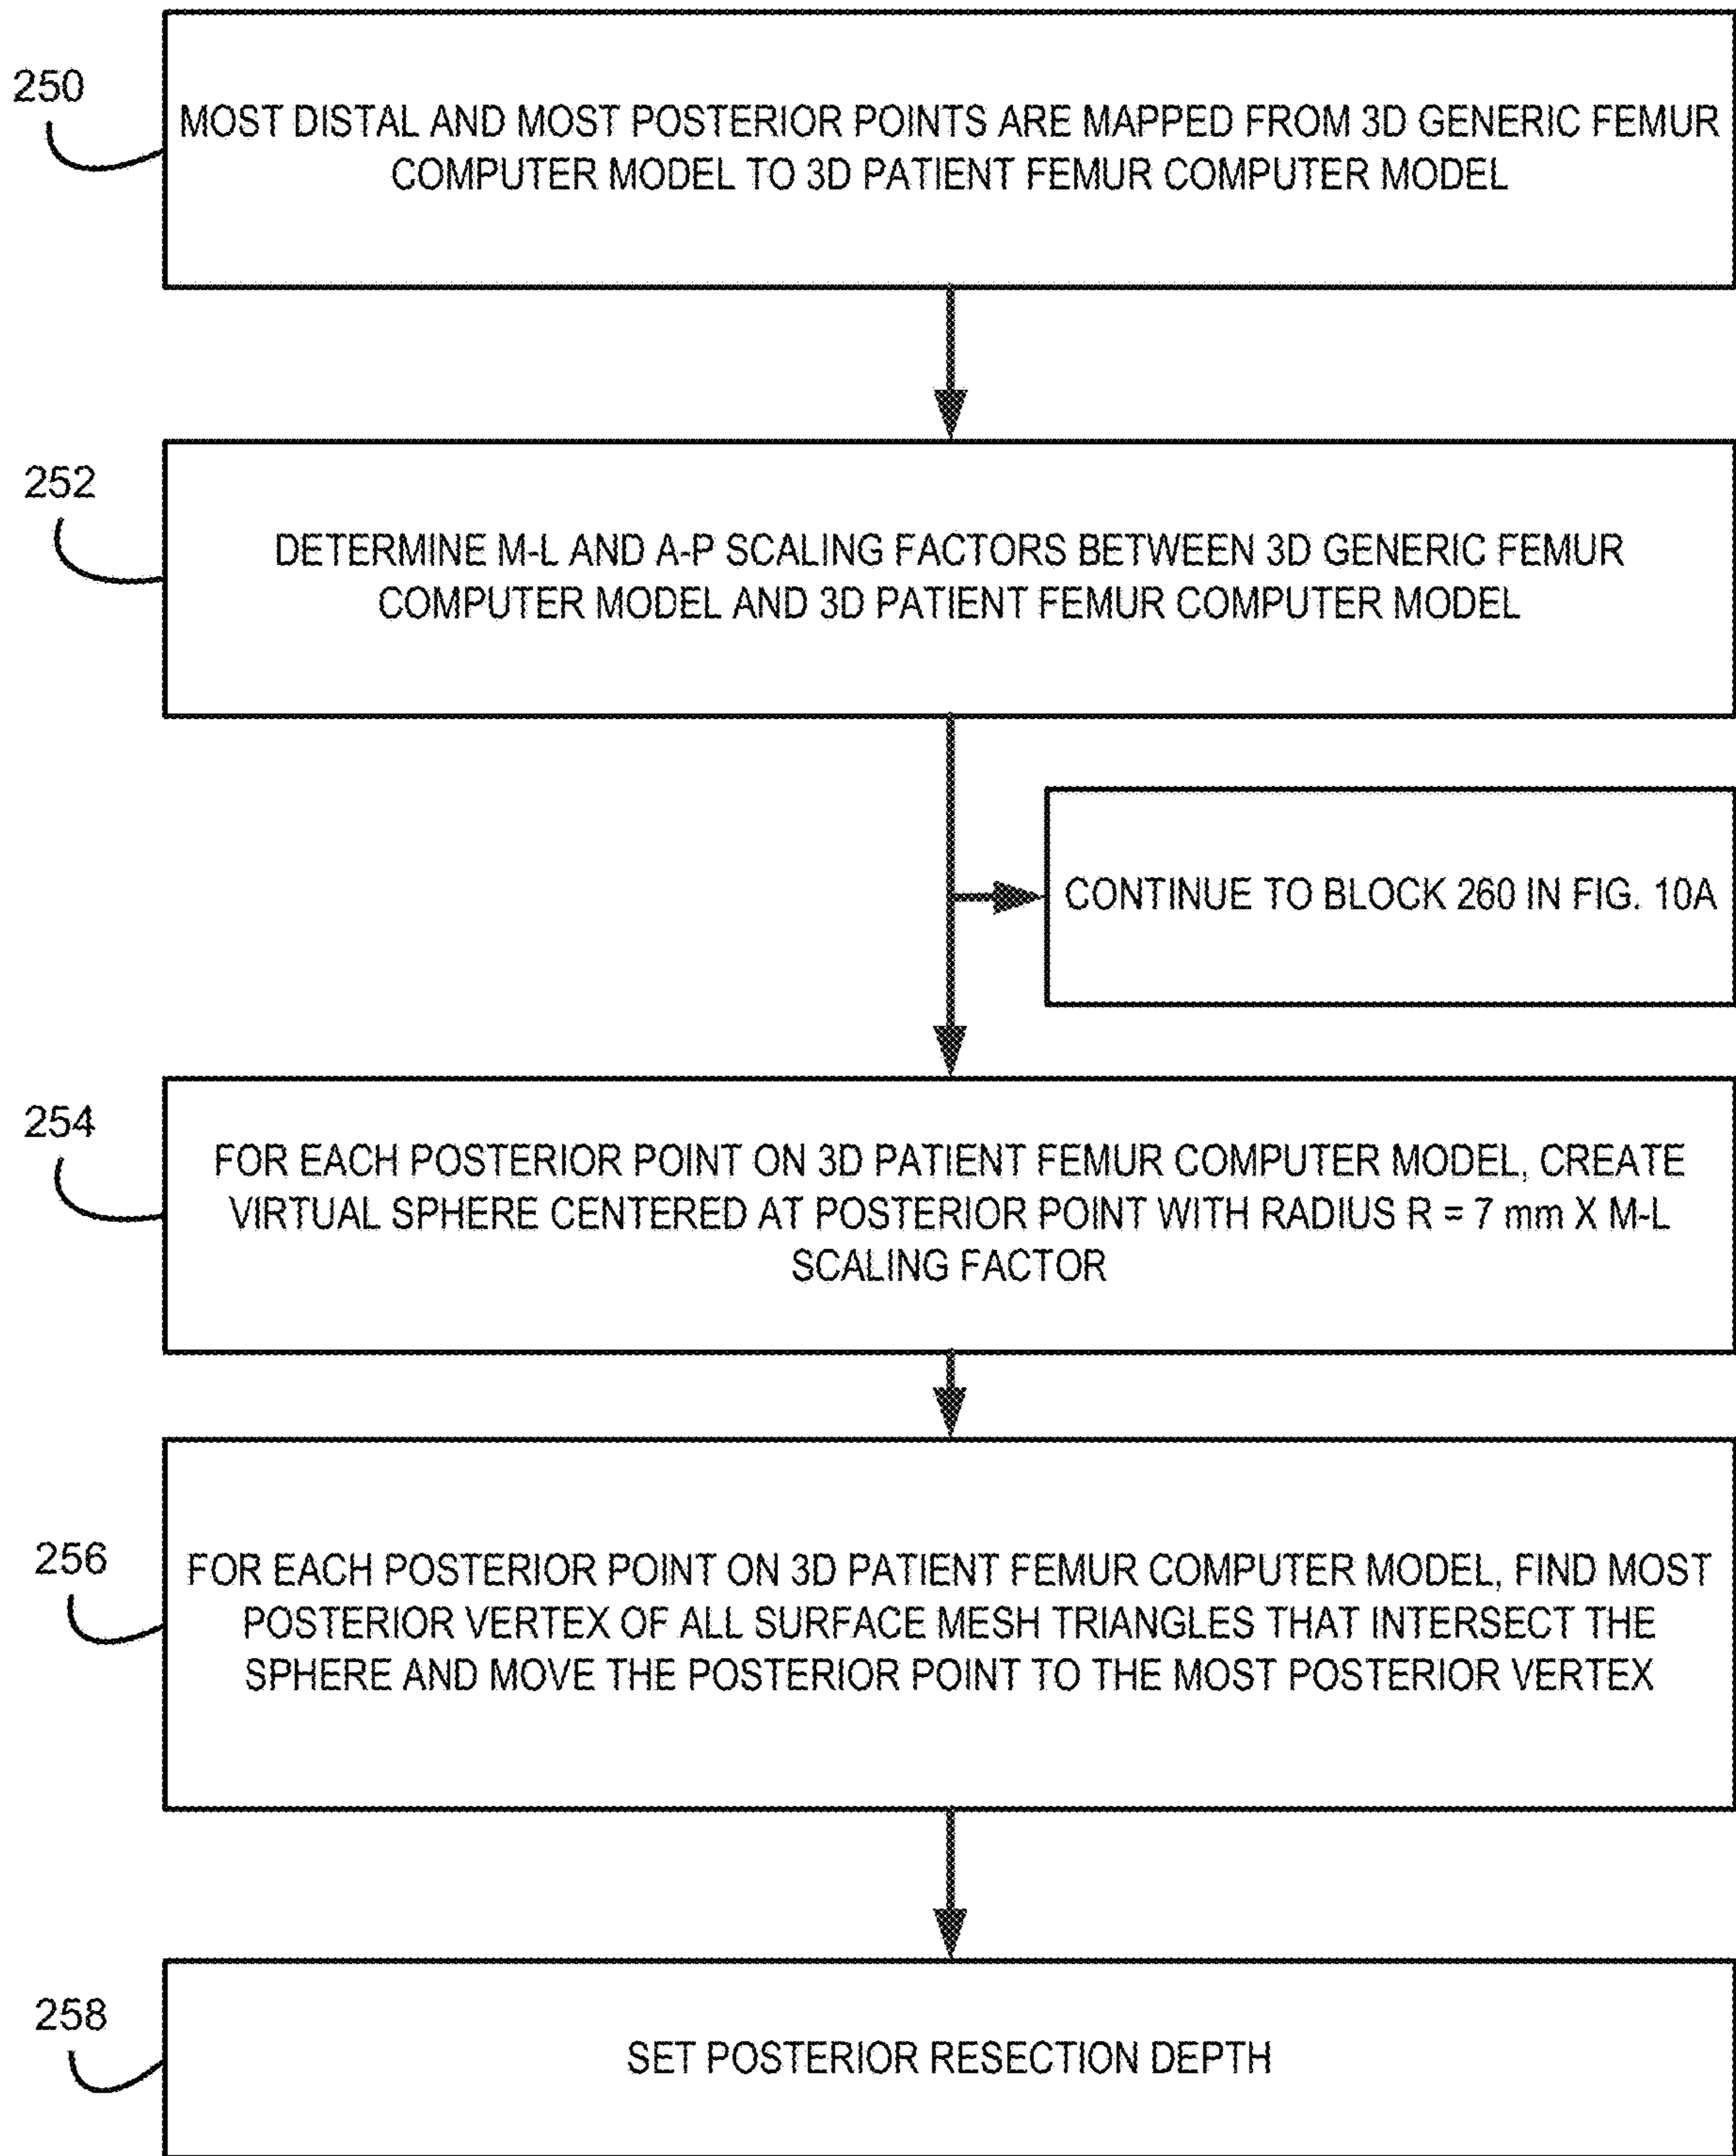 250
MOST DISTAL AND MOST POSTERIOR POINTS ARE MAPPED FROM 3D GENERIC FEMUR
COMPUTER MODEL TO 3D PATIENT FEMUR COMPUTER MODEL
252
DETERMINE M-L AND A-P SCALING FACTORS BETWEEN 3D GENERIC FEMUR
COMPUTER MODEL AND 3D PATIENT FEMUR COMPUTER MODEL
CONTINUE TO BLOCK 260 IN FIG. 10A
254
FOR EACH POSTERIOR POINT ON 3D PATIENT FEMUR COMPUTER MODEL, CREATE
VIRTUAL SPHERE CENTERED AT POSTERIOR POINT WITH RADIUS R = 7 mm X M-L
SCALING FACTOR
256
FOR EACH POSTERIOR POINT ON 3D PATIENT FEMUR COMPUTER MODEL, FIND MOST
POSTERIOR VERTEX OF ALL SURFACE MESH TRIANGLES THAT INTERSECT THE
SPHERE AND MOVE THE POSTERIOR POINT TO THE MOST POSTERIOR VERTEX
258
SET POSTERIOR RESECTION DEPTH